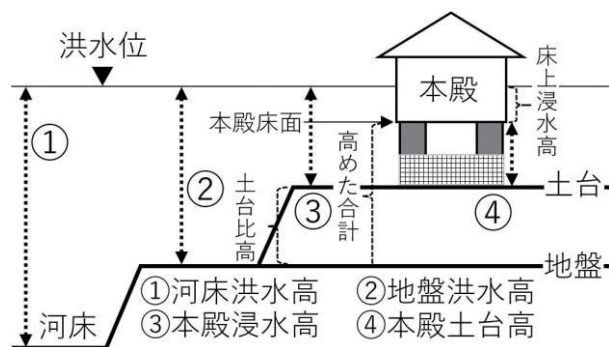 洪水位
①
本殿
床上浸水高
本殿床面
②
土台比高
③
高めた合計
④
土台
地盤
①河床洪水高 ②地盤洪水高
③本殿浸水高 ④本殿土台高
河床